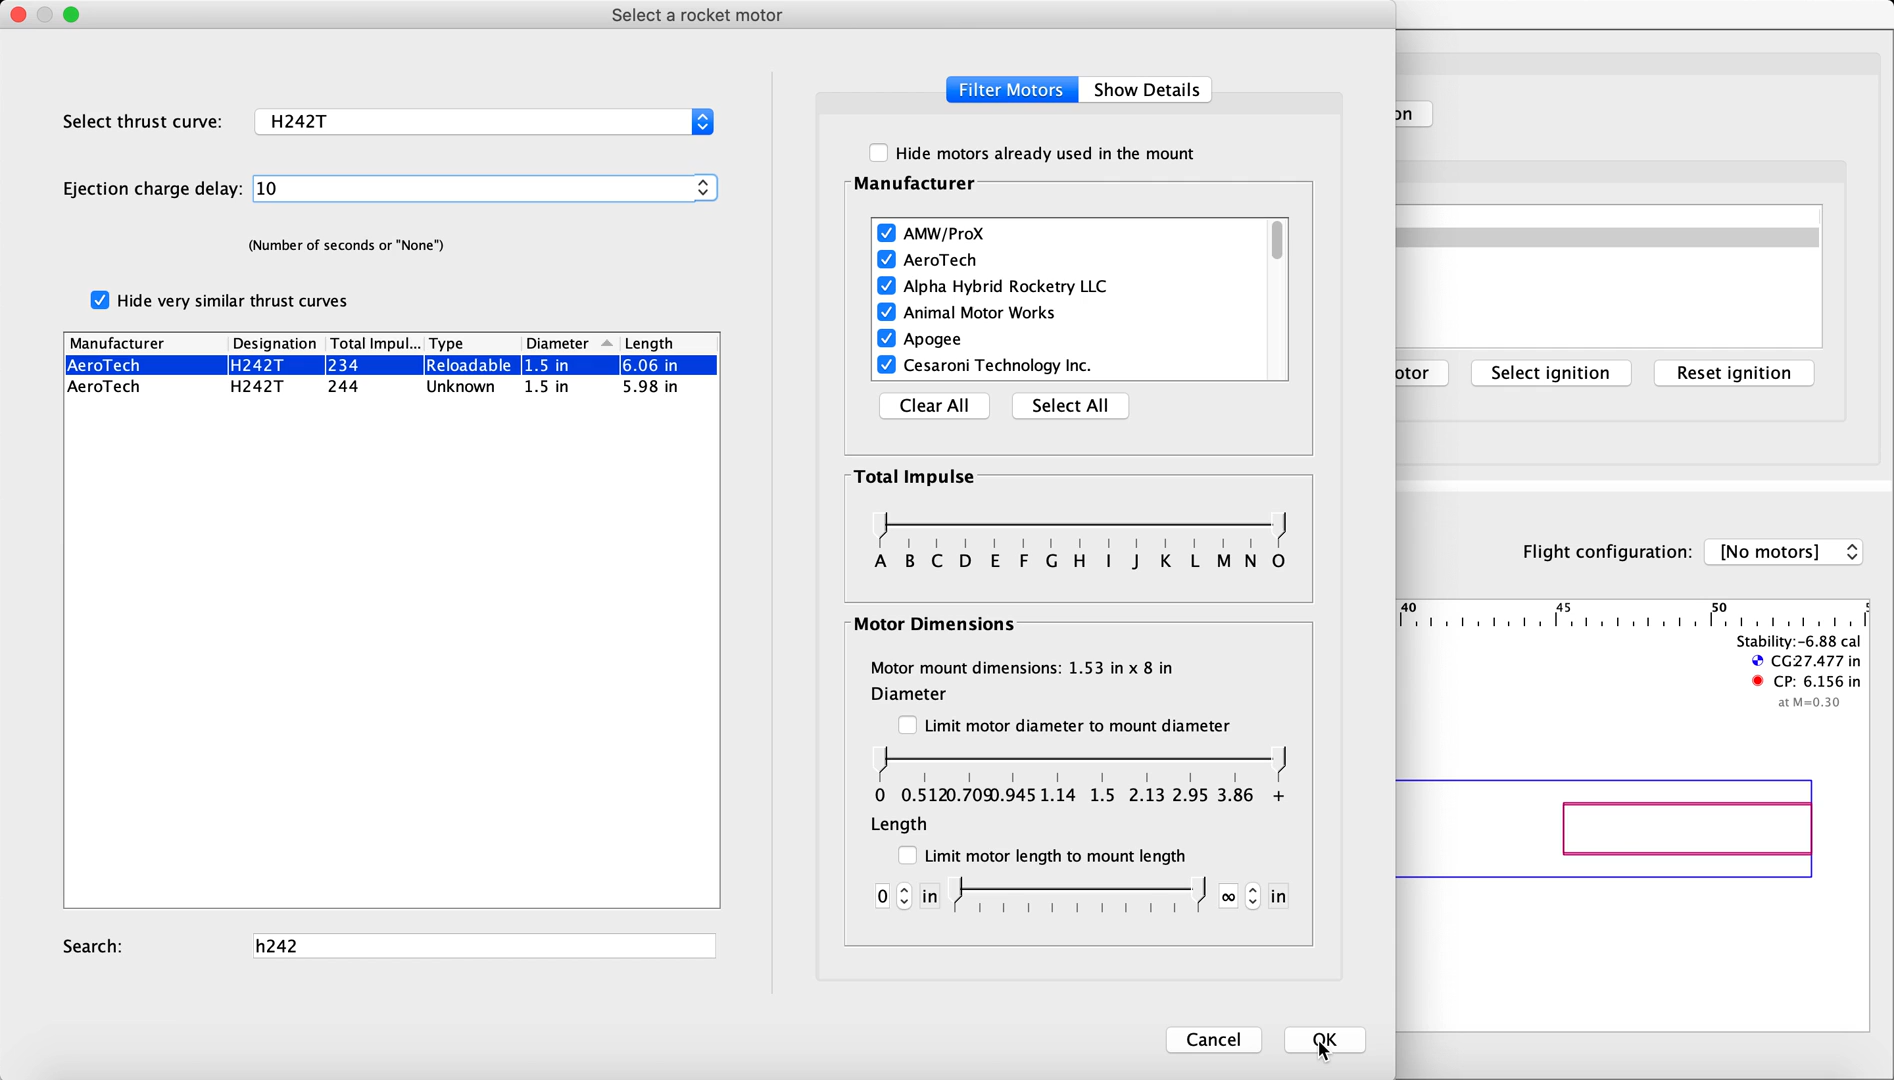 Select a rocket motor
Select thrust curve: H242T
Ejection charge delay: 10
(Number of seconds or "None")
Hide very similar thrust curves
Manufacturer Designation Total Impul... Type Diameter Length
AeroTech H242T 234 Reloadable 1.5 in 6.06 in
AeroTech H242T 244 Unknown 1.5 in 5.98 in
Search: h242
Filter Motors Show Details
Hide motors already used in the mount
Manufacturer
AMW/ProX
AeroTech
Alpha Hybrid Rocketry LLC
Animal Motor Works
Apogee
Cesaroni Technology Inc.
Clear All Select All
Total Impulse
A B C D E F G H I J K L M N O
Motor Dimensions
Motor mount dimensions: 1.53 in x 8 in
Diameter
Limit motor diameter to mount diameter
0 0.512 0.709 0.945 1.14 1.5 2.13 2.95 3.86 +
Length
Limit motor length to mount length
0 in ∞ in
Cancel OK
on
otor Select ignition Reset ignition
Flight configuration: [No motors]
40 45 50 5
Stability:-6.88 cal
CG27.477 in
CP: 6.156 in
at M=0.30